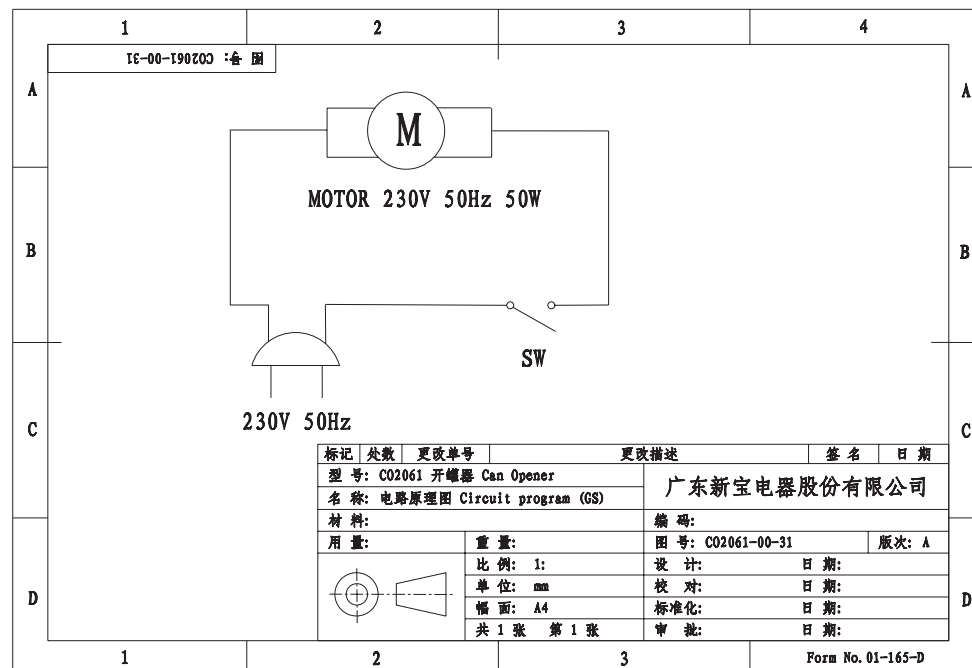 1 2 3 4
图 号: CO2061-00-31
A A
M
MOTOR 230V 50Hz 50W
B B
SW
230V 50Hz
C C
标记 处数 更改单号 更改描述 签 名 日 期
型 号: CO2061 开罐器 Can Opener
广东新宝电器股份有限公司
名 称: 电路原理图 Circuit program (GS)
材 料: 编 码:
用 量: 重 量: 图 号: CO2061-00-31 版次: A
比 例: 1: 设 计: 日 期:
单 位: mm 校 对: 日 期:
D D
幅 面: A4 标准化: 日 期:
共 1 张 第 1 张 审 批: 日 期:
1 2 3 Form No. 01-165-D